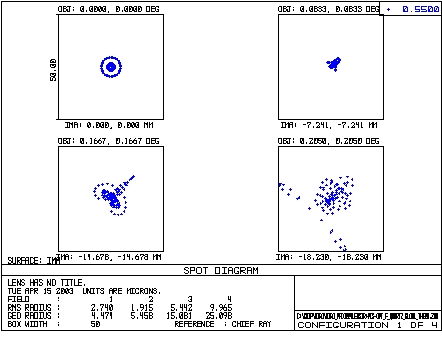 OBJ: 0.0000, 0.0000 DEG
OBJ: 0.0833, 0.0833 DEG
+ 0.5500
50.00
IMA: 0.000, 0.000 MM
IMA: -7.241, -7.241 MM
OBJ: 0.1667, 0.1667 DEG
OBJ: 0.2050, 0.2050 DEG
SURFACE: IMA
IMA: -14.678, -14.678 MM
IMA: -18.230, -18.230 MM
SPOT DIAGRAM
LENS HAS NO TITLE.
TUE APR 15 2003 UNITS ARE MICRONS.
FIELD : 1 2 3 4
RMS RADIUS : 2.740 1.915 5.442 9.965
GEO RADIUS : 4.474 5.458 15.081 25.098
BOX WIDTH : 50 REFERENCE : CHIEF RAY
CONFIGURATION 1 OF 4